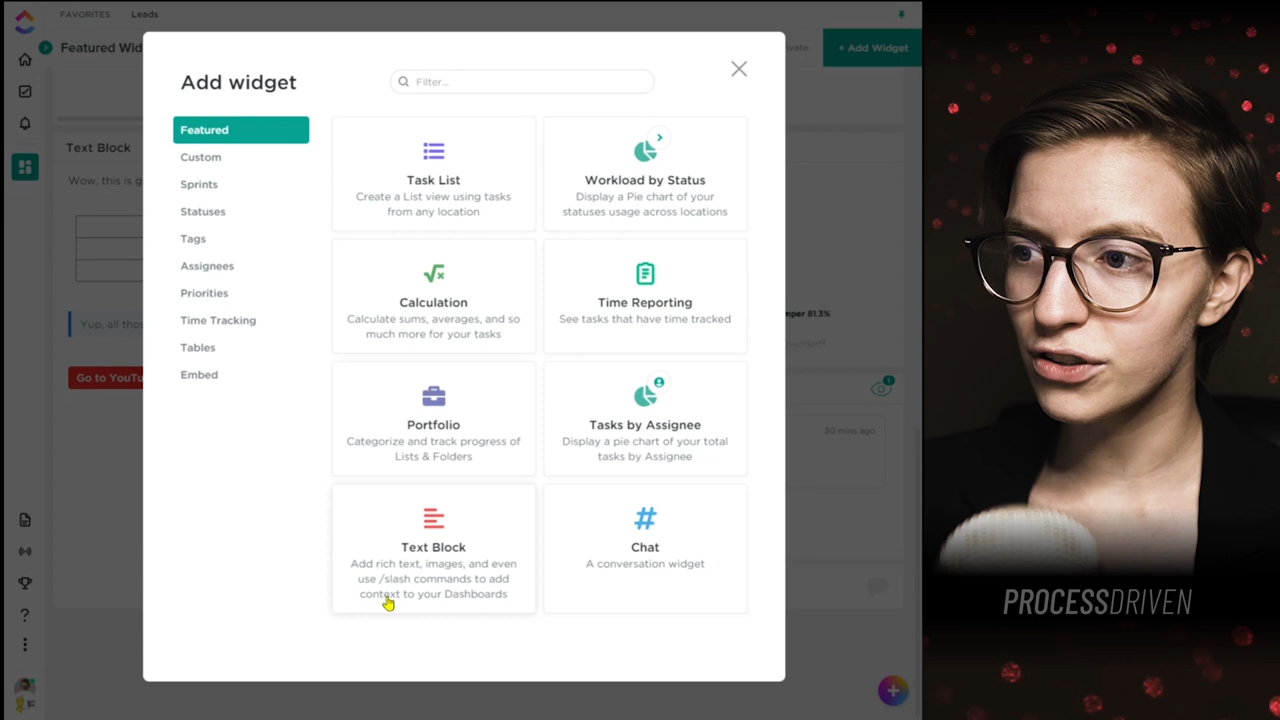 FAVORITES Leads
Featured Wid
vate
+ Add Widget
Add widget
Filter...
Featured
Custom
Sprints
Statuses
Tags
Assignees
Priorities
Time Tracking
Tables
Embed
Task List
Create a List view using tasks
from any location
Workload by Status
Display a Pie chart of your
statuses usage across locations
Calculation
Calculate sums, averages, and so
much more for your tasks
Time Reporting
See tasks that have time tracked
Portfolio
Categorize and track progress of
Lists & Folders
Tasks by Assignee
Display a pie chart of your total
tasks by Assignee
Text Block
Add rich text, images, and even
use /slash commands to add
context to your Dashboards
Chat
A conversation widget
Text Block
Wow, this is g
Yup, all tho
Go to YouTu
mper 81.3%
1
30 mins ago
PROCESSDRIVEN